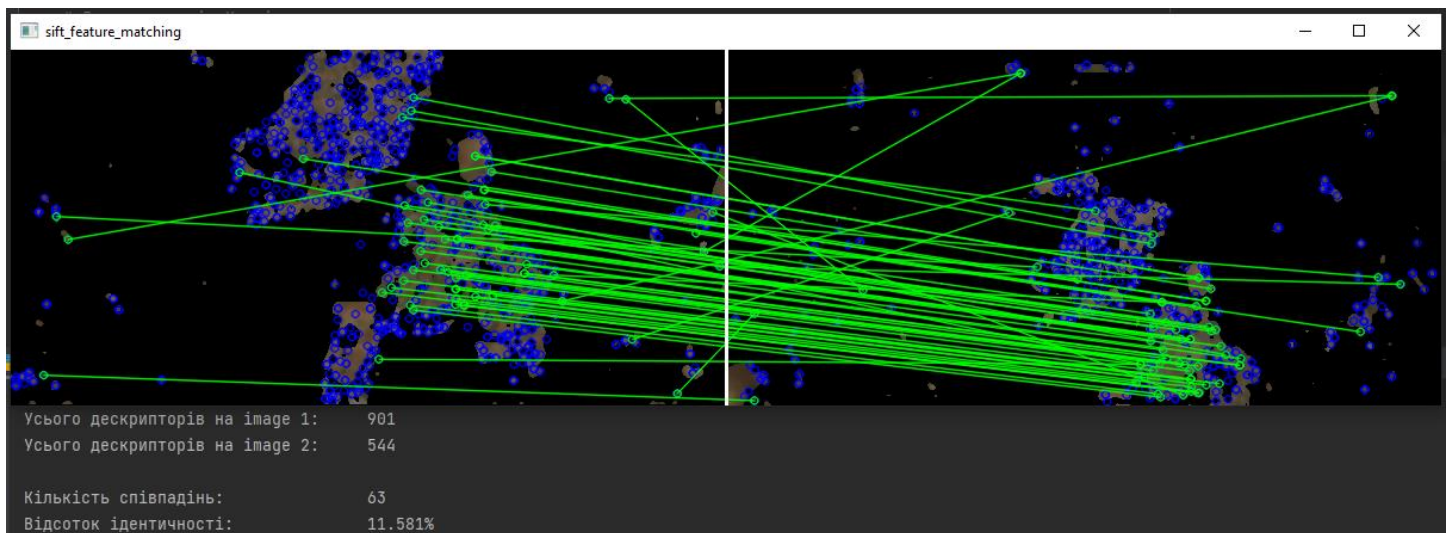 sift_feature_matching
Усього дескрипторів на image 1: 901
Усього дескрипторів на image 2: 544
Кількість співпадінь: 63
Відсоток ідентичності: 11.581%